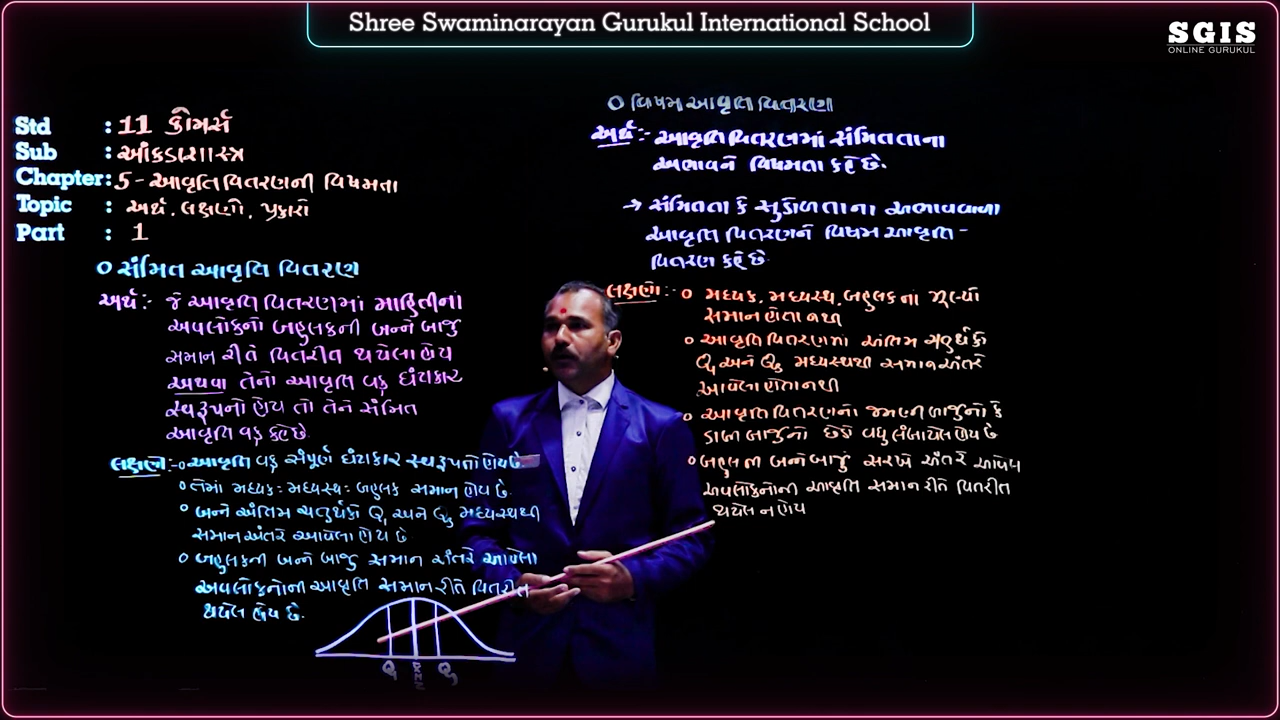 Shree Swaminarayan Gurukul International School
SGIS
ONLINE GURUKUL
Std : 11 કોમર્સ
Sub : આંકડાશાસ્ત્ર
Chapter: 5 - આવૃત્તિ વિતરણની વિષમતા
Topic : અર્થ, લક્ષણો, પ્રકારો
Part : 1
○ સંમિત આવૃત્તિ વિતરણ
અર્થ:- જે આવૃત્તિ વિતરણમાં માહિતીનાં
અવલોકનો બહુલકની બન્ને બાજુ
સમાન રીતે વિતરીત થયેલા હોય
અથવા તેનો આવૃત્તિ વક્ર ઘંટાકાર
સ્વરૂપનો હોય તો તેને સંમિત
આવૃત્તિ વક્ર કહે છે.
લક્ષણો:- ○ આવૃત્તિ વક્ર સંપૂર્ણ ઘંટાકાર સ્વરૂપનો હોય છે.
○ તેમાં મધ્યક = મધ્યસ્થ = બહુલક સમાન હોય છે.
○ બન્ને અંતિમ ચતુર્થકો Q₁ અને Q₃ મધ્યસ્થથી
સમાન અંતરે આવેલા હોય છે
○ બહુલકની બન્ને બાજુ સમાન અંતરે આવેલા
અવલોકનોની આવૃત્તિ સમાન રીતે વિતરીત
થયેલ હોય છે.
Q₁ Q₃
○ વિષમ આવૃત્તિ વિતરણ
અર્થ:- આવૃત્તિ વિતરણમાં સંમિતતાના
અભાવને વિષમતા કહે છે.
→ સંમિતતા કે સુડોળતાના અભાવવાળા
આવૃત્તિ વિતરણને વિષમ આવૃત્તિ -
વિતરણ કહે છે
લક્ષણો:- ○ મધ્યક, મધ્યસ્થ, બહુલકનાં મૂલ્યો
સમાન હોતા નથી
○ આવૃત્તિ વિતરણમાં અંતિમ ચતુર્થકો
Q₁ અને Q₃ મધ્યસ્થથી સમાન અંતરે
આવેલા હોતા નથી
○ આવૃત્તિ વિતરણની જમણી બાજુનો કે
ડાબી બાજુનો છેડો વધુ લંબાયેલ હોય છે
○ બહુલકની બન્ને બાજું સરખે અંતરે આવેલ
અવલોકનોની આવૃત્તિ સમાન રીતે વિતરીત
થયેલ ન હોય